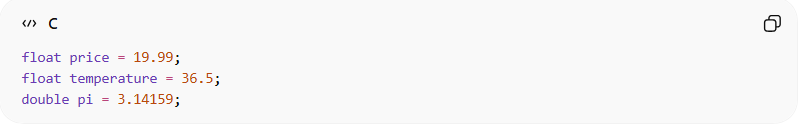 C
float price = 19.99;
float temperature = 36.5;
double pi = 3.14159;